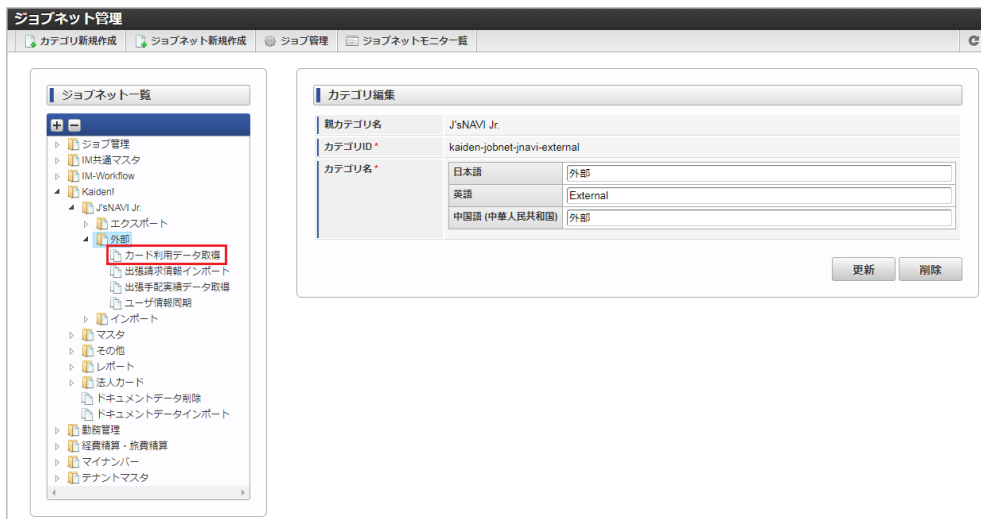 ジョブネット管理
カテゴリ新規作成 ジョブネット新規作成 ジョブ管理 ジョブネットモニター覧
ジョブネット一覧
ジョブ管理
IM共通マスタ
IM-Workflow
Kaiden!
J'sNAVI Jr.
エクスポート
外部
カード利用データ取得
出張請求情報インポート
出張手配実績データ取得
ユーザ情報同期
インポート
マスタ
その他
レポート
法人カード
ドキュメントデータ削除
ドキュメントデータインポート
勤務管理
経費精算・旅費精算
マイナンバー
テナントマスタ
カテゴリ編集
親カテゴリ名 J'sNAVI Jr.
カテゴリID * kaiden-jobnet-jnavi-external
カテゴリ名 * 日本語 外部
英語 External
中国語 (中華人民共和国) 外部
更新 削除